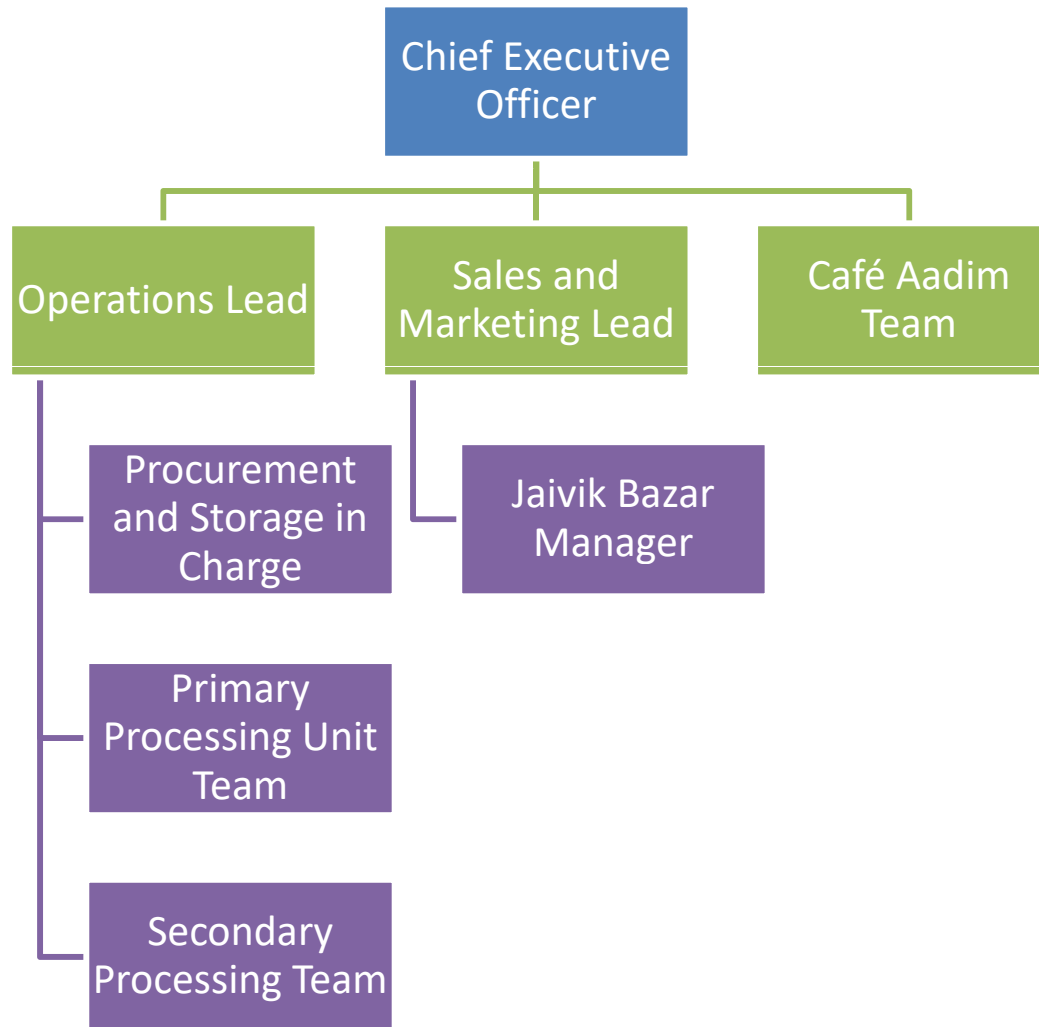 Chief Executive
Officer
Operations Lead
Sales and
Marketing Lead
Café Aadim
Team
Procurement
and Storage in
Charge
Jaivik Bazar
Manager
Primary
Processing Unit
Team
Secondary
Processing Team